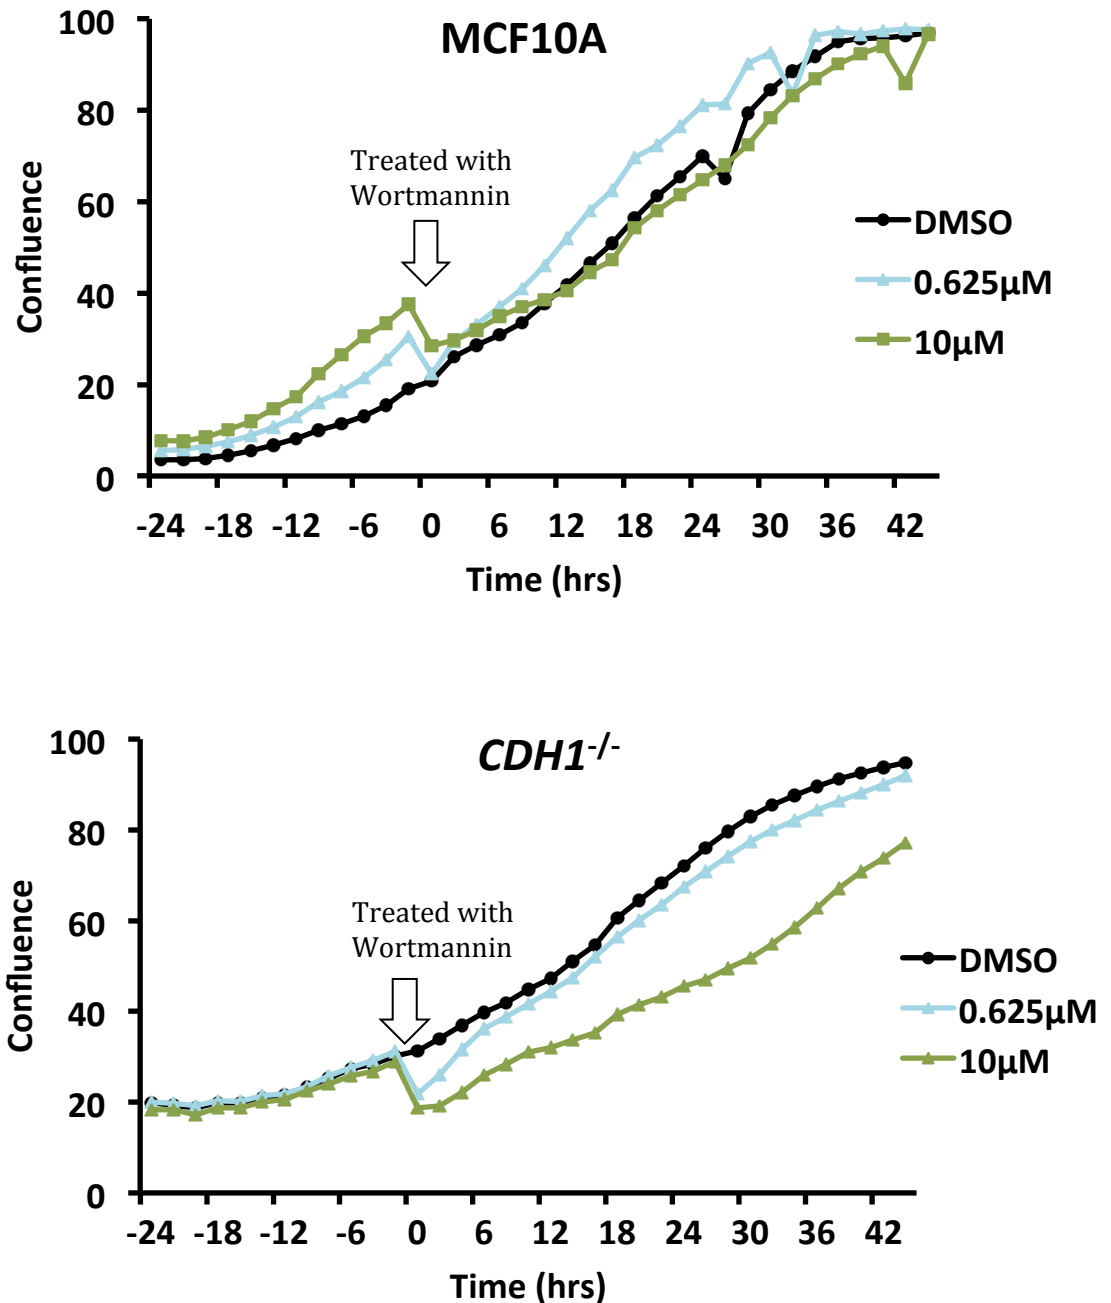 MCF10A
100
80
60
40
20
0
Confluence
Treated with
Wortmannin
DMSO
0.625µM
10µM
-24 -18 -12 -6 0 6 12 18 24 30 36 42
Time (hrs)
CDH1-/-
100
80
60
40
20
0
Confluence
Treated with
Wortmannin
DMSO
0.625µM
10µM
-24 -18 -12 -6 0 6 12 18 24 30 36 42
Time (hrs)